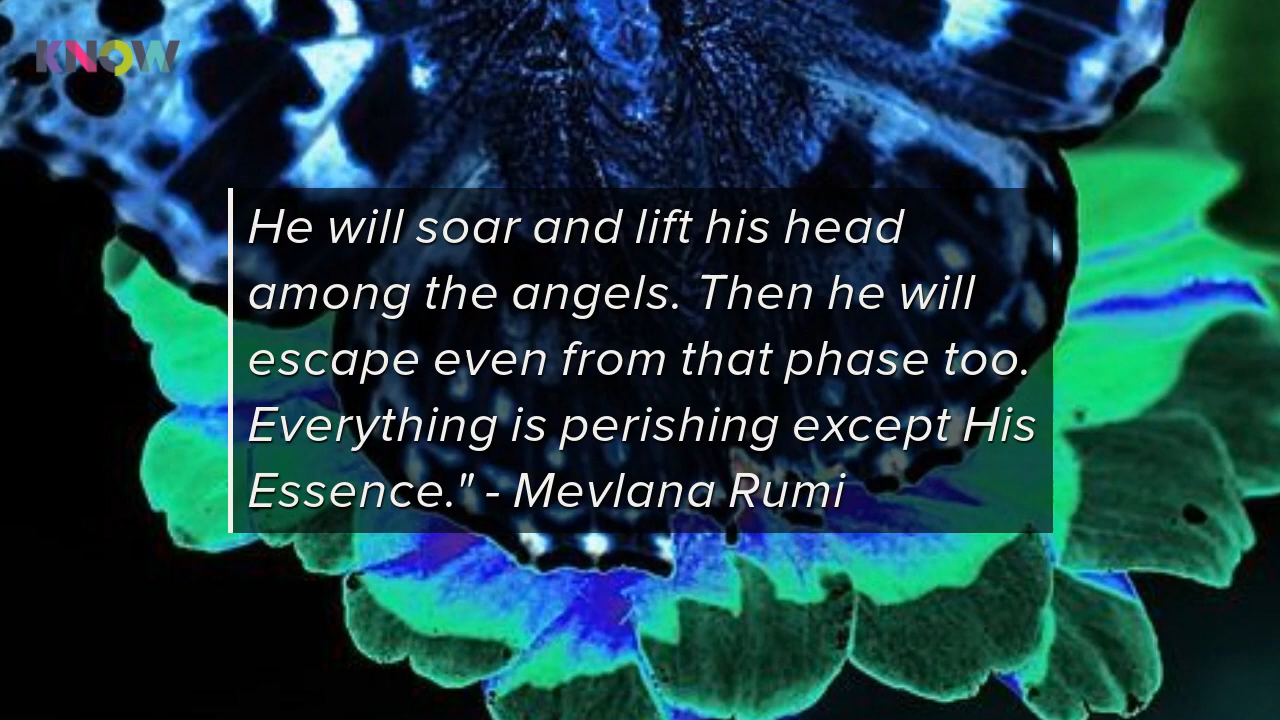 KNOW
He will soar and lift his head
among the angels. Then he will
escape even from that phase too.
Everything is perishing except His
Essence." - Mevlana Rumi